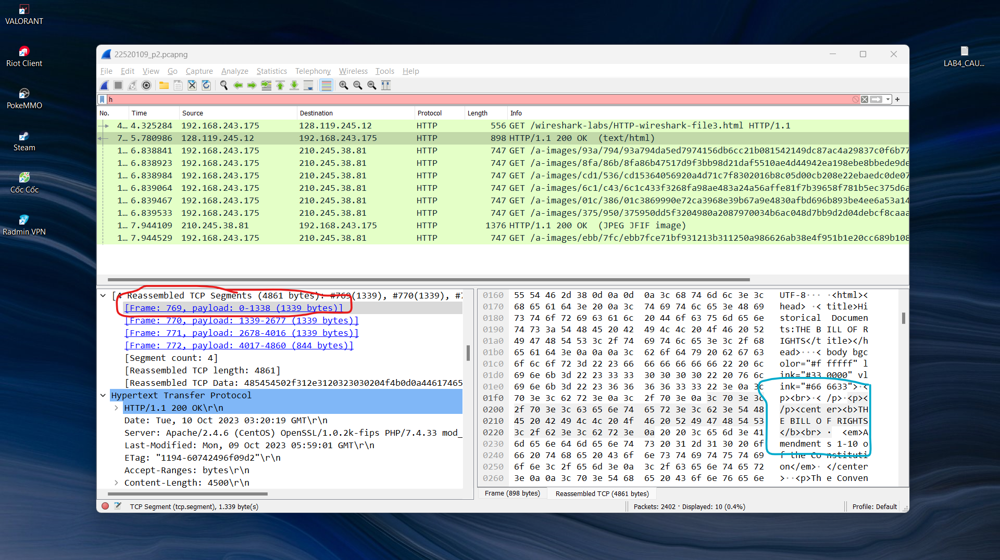 VALORANT
Riot Client
PokeMMO
Steam
Cốc Cốc
Radmin VPN
LAB4_CAU...
22520109_p2.pcapng
File Edit View Go Capture Analyze Statistics Telephony Wireless Tools Help
h
No. Time Source Destination Protocol Length Info
4... 4.325284 192.168.243.175 128.119.245.12 HTTP 556 GET /wireshark-labs/HTTP-wireshark-file3.html HTTP/1.1
7... 5.780986 128.119.245.12 192.168.243.175 HTTP 898 HTTP/1.1 200 OK (text/html)
1... 6.838841 192.168.243.175 210.245.38.81 HTTP 747 GET /a-images/93a/794/93a794da5ed7974156db6cc21b081542149dc87ac4a29837c0f6b77
1... 6.838923 192.168.243.175 210.245.38.81 HTTP 747 GET /a-images/8fa/86b/8fa86b47517d9f3bb98d21daf5510ae4d44942ea198ebe8bbede9de
1... 6.838984 192.168.243.175 210.245.38.81 HTTP 747 GET /a-images/cd1/536/cd15364056920a4d71c7f8302016b8c05d00cb208e22ebaedc0de07
1... 6.839064 192.168.243.175 210.245.38.81 HTTP 747 GET /a-images/6c1/c43/6c1c433f3268fa98ae483a24a56affe81f7b39658f781b5ec375d6a
1... 6.839467 192.168.243.175 210.245.38.81 HTTP 747 GET /a-images/01c/386/01c3869990e72ca3968e39b67a9e4830afbd696b893be4ee6a53a14
1... 6.839533 192.168.243.175 210.245.38.81 HTTP 747 GET /a-images/375/950/375950dd5f3204980a2087970034b6ac048d7bb9d2d04debcf8caaa
1... 7.944109 210.245.38.81 192.168.243.175 HTTP 1376 HTTP/1.1 200 OK (JPEG JFIF image)
1... 7.944529 192.168.243.175 210.245.38.81 HTTP 747 GET /a-images/ebb/7fc/ebb7fce71bf931213b311250a986626ab38e4f951b1e20cc689b108
[4 Reassembled TCP Segments (4861 bytes): #769(1339), #770(1339), #7
[Frame: 769, payload: 0-1338 (1339 bytes)]
[Frame: 770, payload: 1339-2677 (1339 bytes)]
[Frame: 771, payload: 2678-4016 (1339 bytes)]
[Frame: 772, payload: 4017-4860 (844 bytes)]
[Segment count: 4]
[Reassembled TCP length: 4861]
[Reassembled TCP Data: 485454502f312e3120323030204f4b0d0a44617465
Hypertext Transfer Protocol
HTTP/1.1 200 OK\r\n
Date: Tue, 10 Oct 2023 03:20:19 GMT\r\n
Server: Apache/2.4.6 (CentOS) OpenSSL/1.0.2k-fips PHP/7.4.33 mod_
Last-Modified: Mon, 09 Oct 2023 05:59:01 GMT\r\n
ETag: "1194-60742496f09d2"\r\n
Accept-Ranges: bytes\r\n
Content-Length: 4500\r\n
0160 55 54 46 2d 38 0d 0a 0d 0a 3c 68 74 6d 6c 3e 3c UTF-8··· ·<html><
0170 68 65 61 64 3e 20 0a 3c 74 69 74 6c 65 3e 48 69 head> ·< title>Hi
0180 73 74 6f 72 69 63 61 6c 20 44 6f 63 75 6d 65 6e storical Documen
0190 74 73 3a 54 48 45 20 42 49 4c 4c 20 4f 46 20 52 ts:THE B ILL OF R
01a0 49 47 48 54 53 3c 2f 74 69 74 6c 65 3e 3c 2f 68 IGHTS</t itle></h
01b0 65 61 64 3e 0a 0a 0a 3c 62 6f 64 79 20 62 67 63 ead>···< body bgc
01c0 6f 6c 6f 72 3d 22 23 66 66 66 66 66 66 22 20 6c olor="#f fffff" l
01d0 69 6e 6b 3d 22 23 33 33 30 30 30 30 22 20 76 6c ink="#33 0000" vl
01e0 69 6e 6b 3d 22 23 36 36 36 36 33 33 22 3e 0a 3c ink="#66 6633">·<
01f0 70 3e 3c 62 72 3e 0a 3c 2f 70 3e 0a 3c 70 3e 3c p><br>·< /p>·<p><
0200 2f 70 3e 3c 63 65 6e 74 65 72 3e 3c 62 3e 54 48 /p><cent er><b>TH
0210 45 20 42 49 4c 4c 20 4f 46 20 52 49 47 48 54 53 E BILL O F RIGHTS
0220 3c 2f 62 3e 3c 62 72 3e 0a 20 20 3c 65 6d 3e 41 </b><br> · <em>A
0230 6d 65 6e 64 6d 65 6e 74 73 20 31 2d 31 30 20 6f mendment s 1-10 o
0240 66 20 74 68 65 20 43 6f 6e 73 74 69 74 75 74 69 f the Co nstituti
0250 6f 6e 3c 2f 65 6d 3e 0a 3c 2f 63 65 6e 74 65 72 on</em>· </center
0260 3e 0a 0a 3c 70 3e 54 68 65 20 43 6f 6e 76 65 6e >··<p>Th e Conven
Frame (898 bytes) Reassembled TCP (4861 bytes)
TCP Segment (tcp.segment), 1.339 byte(s) Packets: 2402 · Displayed: 10 (0.4%) Profile: Default